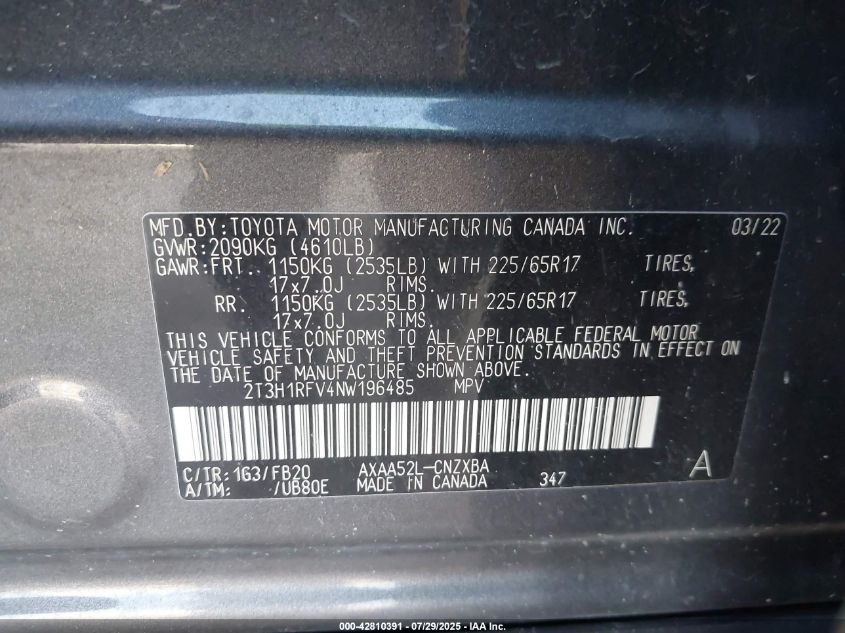 MFD.BY:TOYOTA MOTOR MANUFACTURING CANADA INC. 03/22
GVWR:2090KG (4610LB)
GAWR:FRT. 1150KG (2535LB) WITH 225/65R17 TIRES,
17x7.0J RIMS.
RR. 1150KG (2535LB) WITH 225/65R17 TIRES,
17x7.0J RIMS.
THIS VEHICLE CONFORMS TO ALL APPLICABLE FEDERAL MOTOR
VEHICLE SAFETY AND THEFT PREVENTION STANDARDS IN EFFECT ON
THE DATE OF MANUFACTURE SHOWN ABOVE.
2T3H1RFV4NW196485 MPV
C/TR:1G3/FB20 AXAA52L-CNZXBA A
A/TM: /UB80E MADE IN CANADA 347
000-42810391 - 07/29/2025 - IAA Inc.